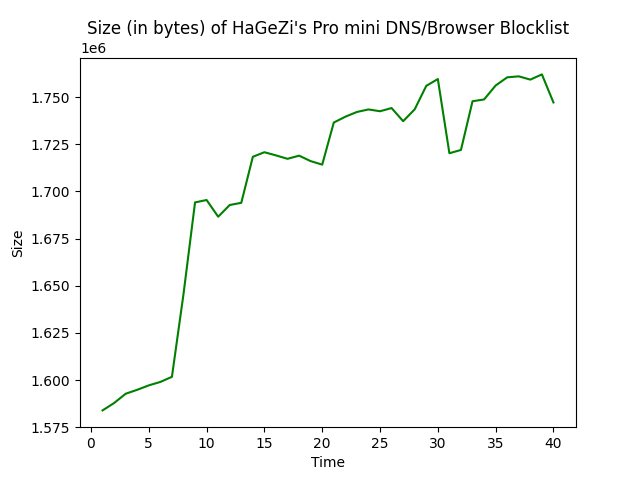 Size (in bytes) of HaGeZi's Pro mini DNS/Browser Blocklist
1e6
1.750
1.725
1.700
1.675
1.650
1.625
1.600
1.575
Size
0 5 10 15 20 25 30 35 40
Time